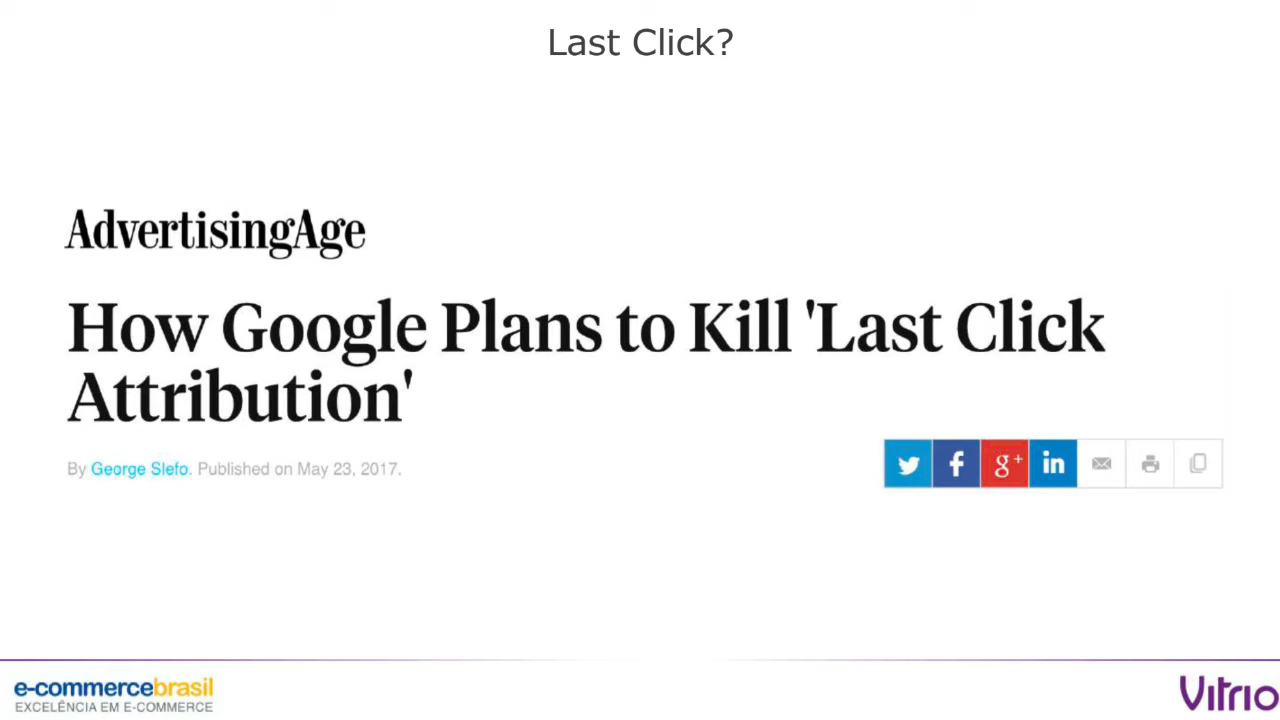 Last Click?
AdvertisingAge
How Google Plans to Kill 'Last Click
Attribution'
By George Slefo. Published on May 23, 2017.
e-commercebrasil
EXCELÊNCIA EM E-COMMERCE
Vitrio